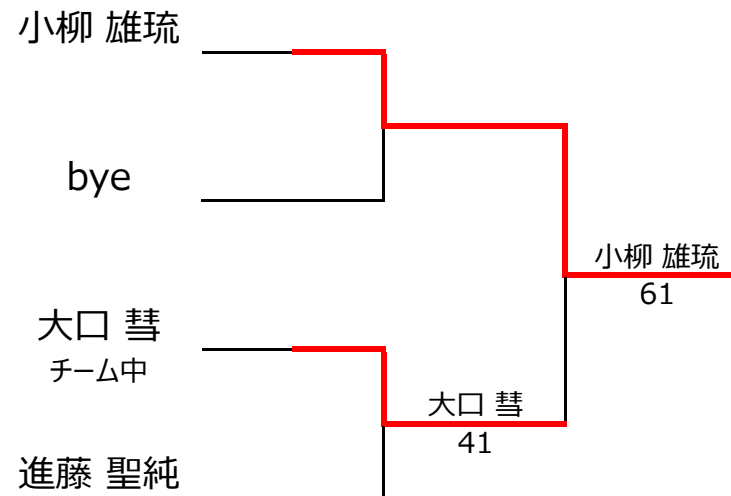 小柳 雄琉
bye
小柳 雄琉
61
大口 彗
チーム中
大口 彗
41
進藤 聖純